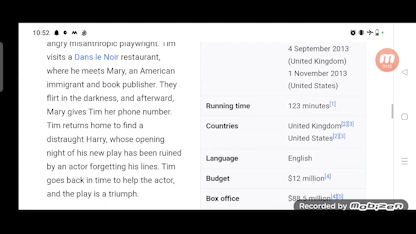 10:52
angry misanthropic playwright. Tim
visits a Dans le Noir restaurant,
where he meets Mary, an American
immigrant and book publisher. They
flirt in the darkness, and afterward,
Mary gives Tim her phone number.
Tim returns home to find a
distraught Harry, whose opening
night of his new play has been ruined
by an actor forgetting his lines. Tim
goes back in time to help the actor,
and the play is a triumph.
4 September 2013
(United Kingdom)
1 November 2013
(United States)
Running time 123 minutes[1]
Countries United Kingdom[2][3]
United States[2][3]
Language English
Budget $12 million[4]
Box office $88.5 million[4][5]
Recorded by mobizen